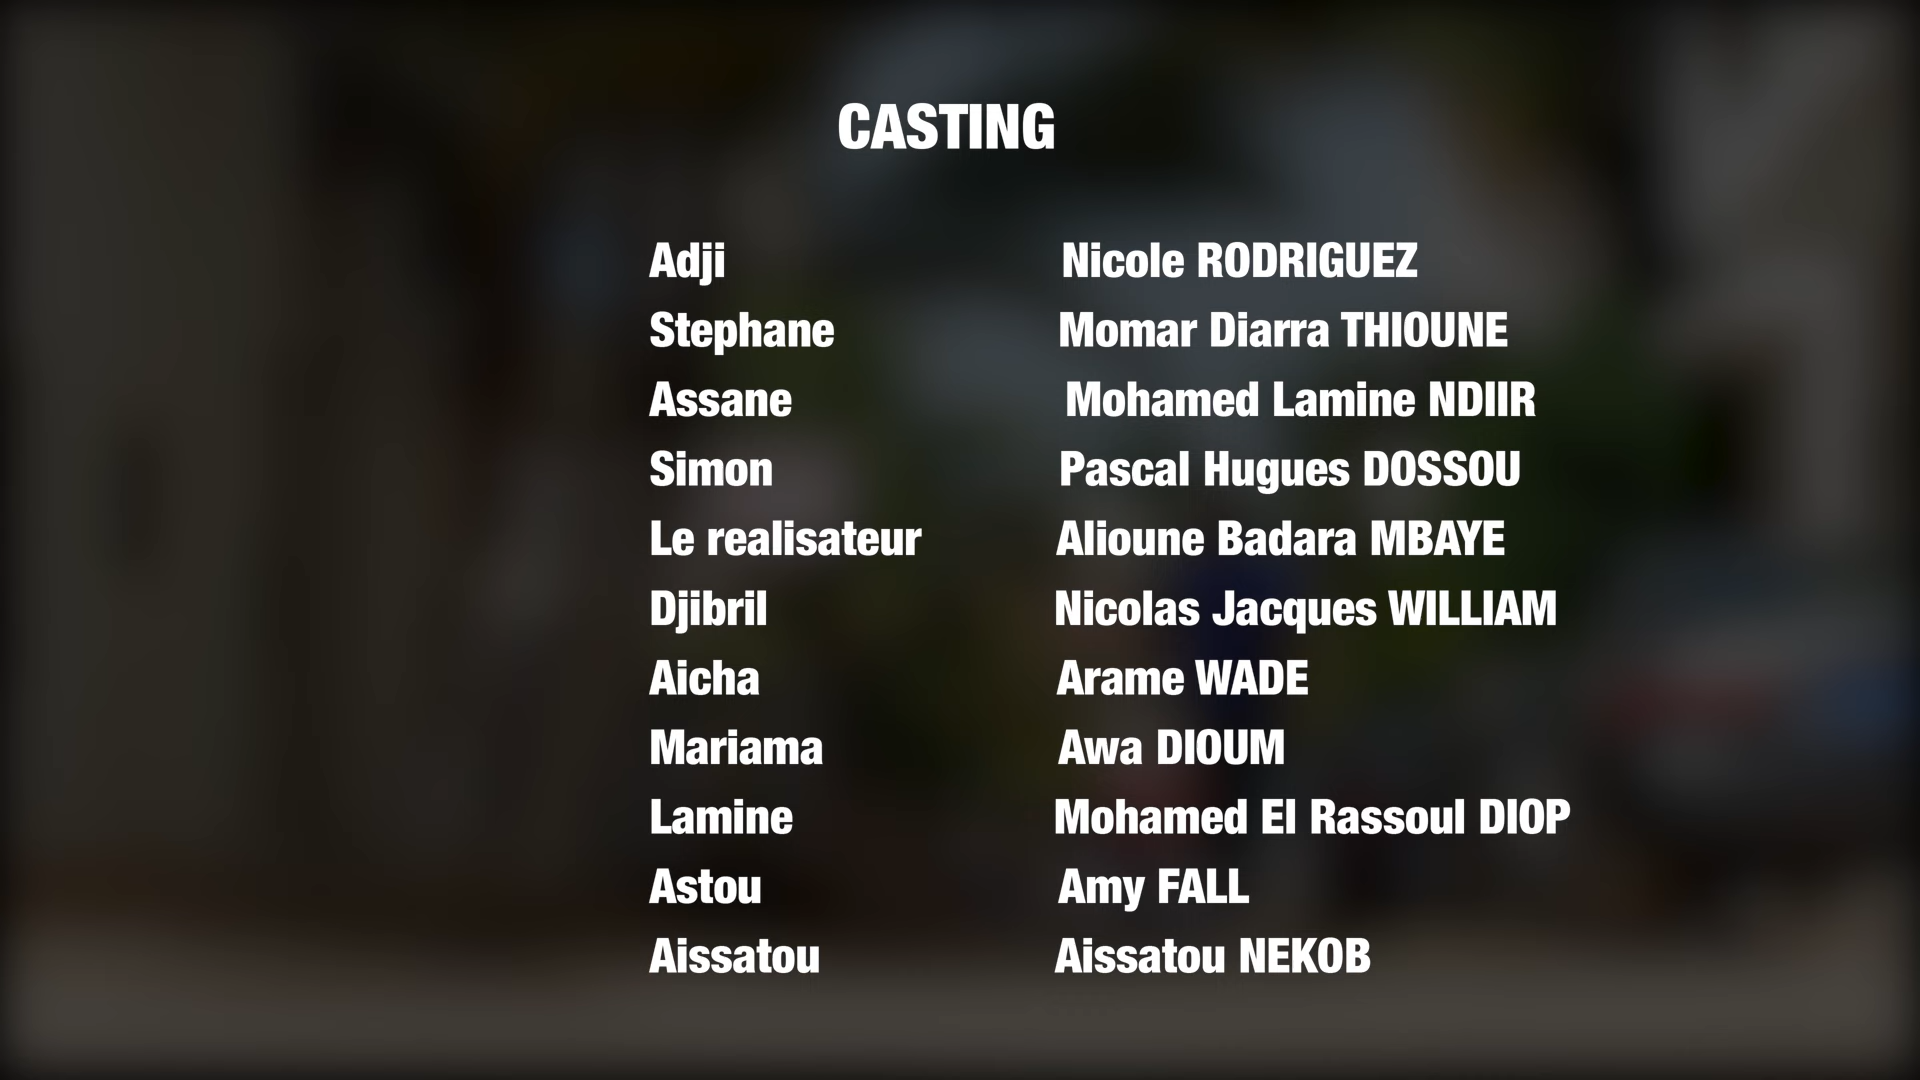 CASTING
Adji Nicole RODRIGUEZ
Stephane Momar Diarra THIOUNE
Assane Mohamed Lamine NDIIR
Simon Pascal Hugues DOSSOU
Le realisateur Alioune Badara MBAYE
Djibril Nicolas Jacques WILLIAM
Aicha Arame WADE
Mariama Awa DIOUM
Lamine Mohamed El Rassoul DIOP
Astou Amy FALL
Aissatou Aissatou NEKOB